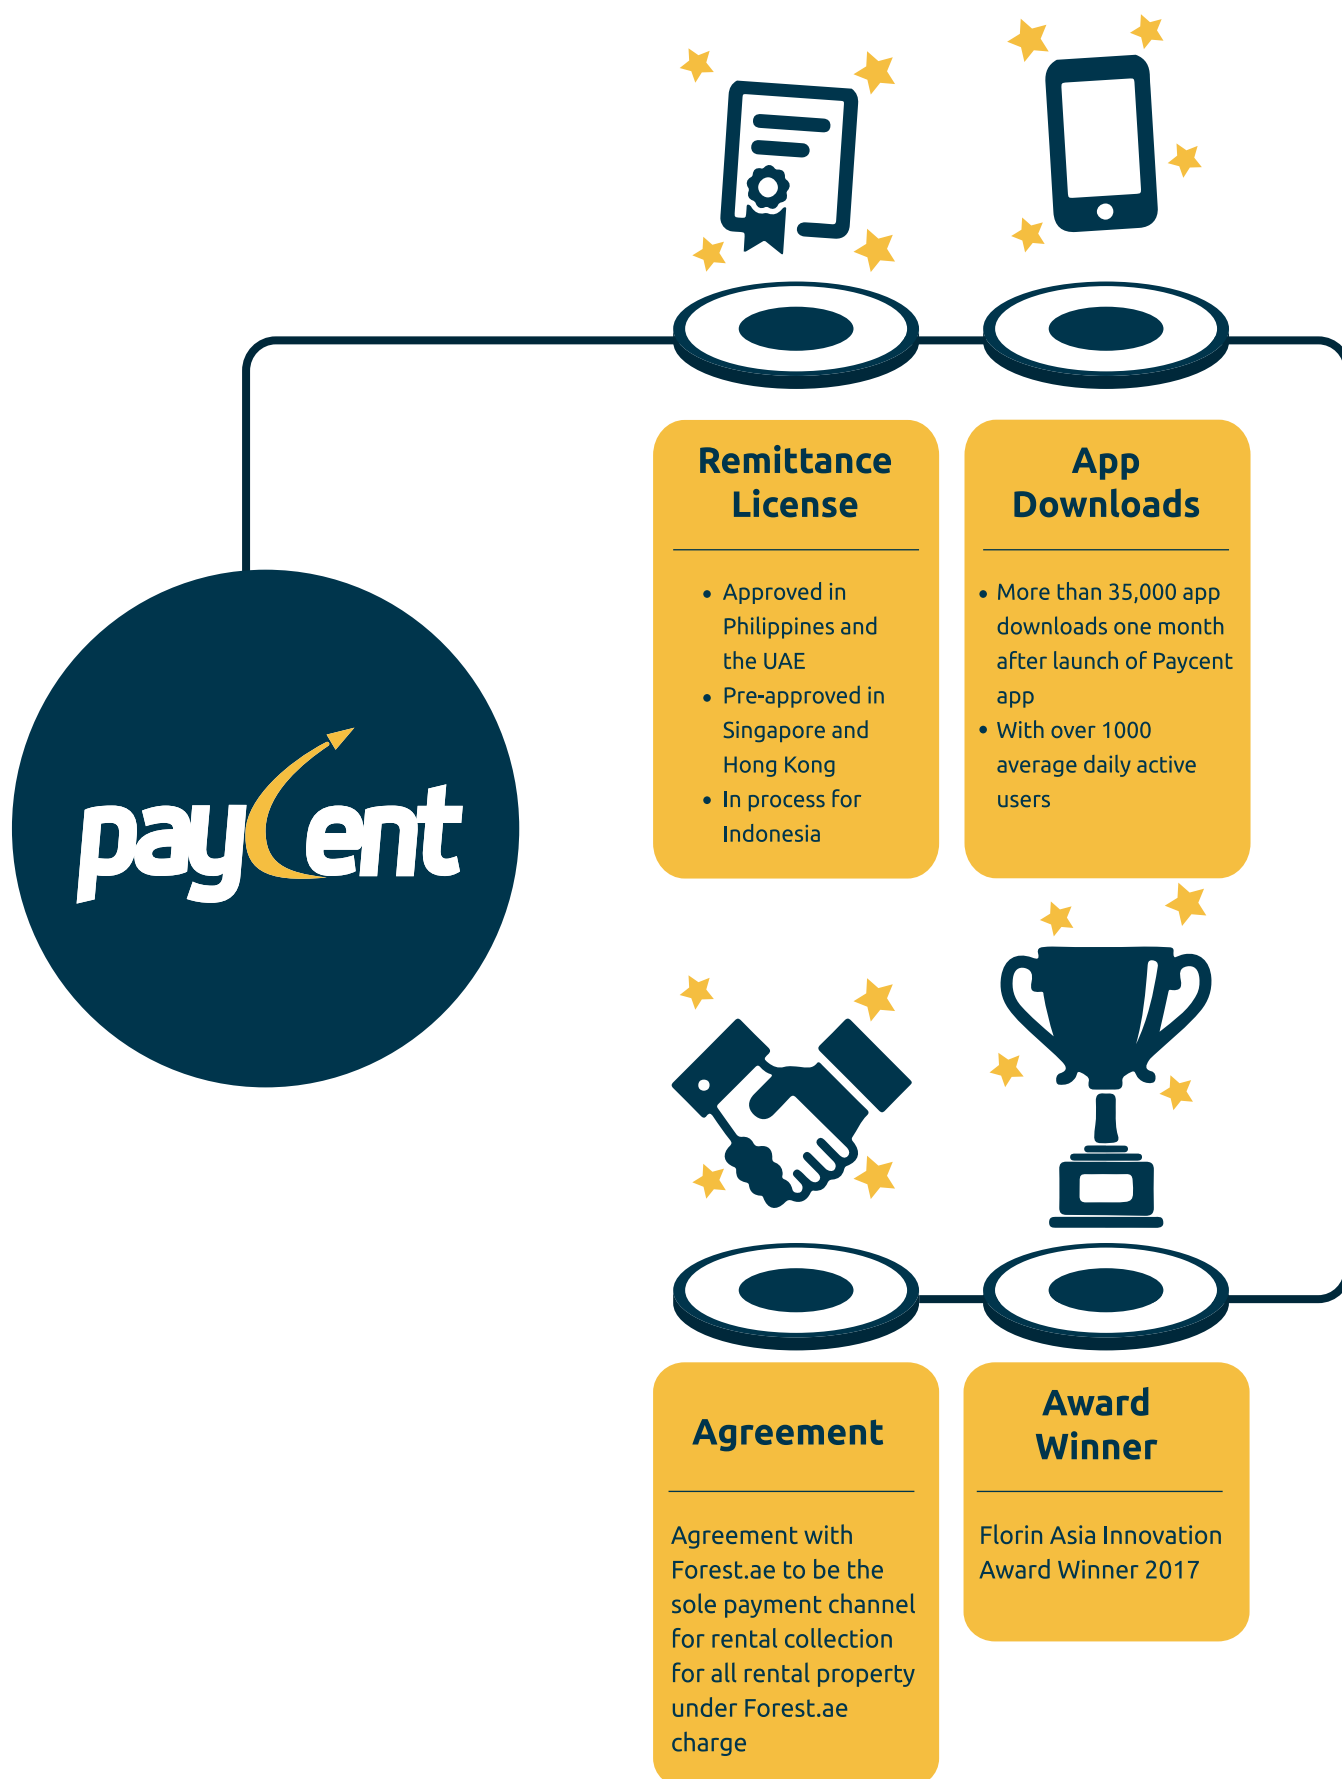 Remittance
License
• Approved in
Philippines and
the UAE
• Pre-approved in
Singapore and
Hong Kong
• In process for
Indonesia
App
Downloads
• More than 35,000 app
downloads one month
after launch of Paycent
app
• With over 1000
average daily active
users
paycent
Agreement
Agreement with
Forest.ae to be the
sole payment channel
for rental collection
for all rental property
under Forest.ae
charge
Award
Winner
Florin Asia Innovation
Award Winner 2017